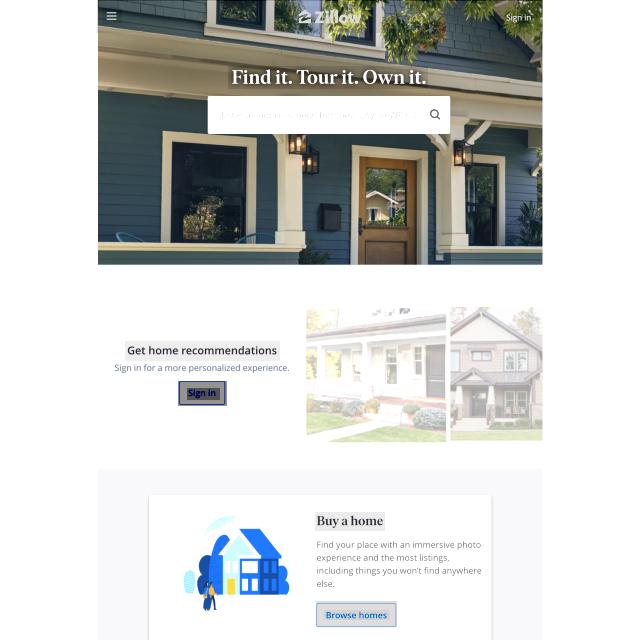 Zillow
Sign in
Find it. Tour it. Own it.
Get home recommendations
Sign in for a more personalized experience.
Sign in
Buy a home
Find your place with an immersive photo
experience and the most listings,
including things you won't find anywhere
else.
Browse homes